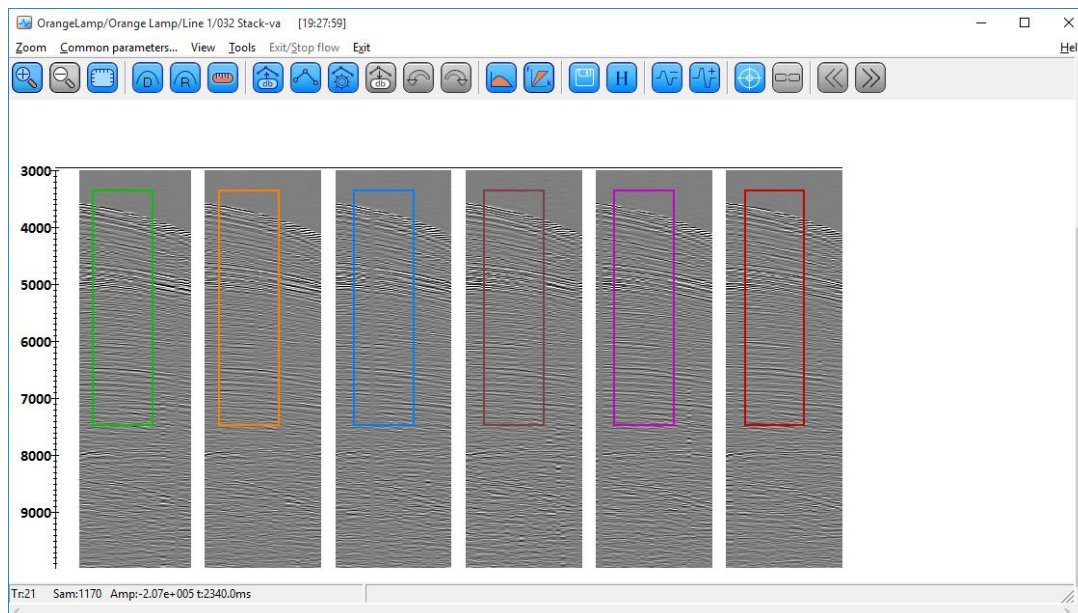 OrangeLamp/Orange Lamp/Line 1/032 Stack-va [19:27:59]
Zoom Common parameters... View Tools Exit/Stop flow Exit Hel
D R db db H
3000
4000
5000
6000
7000
8000
9000
Tr:21 Sam:1170 Amp:-2.07e+005 t:2340.0ms